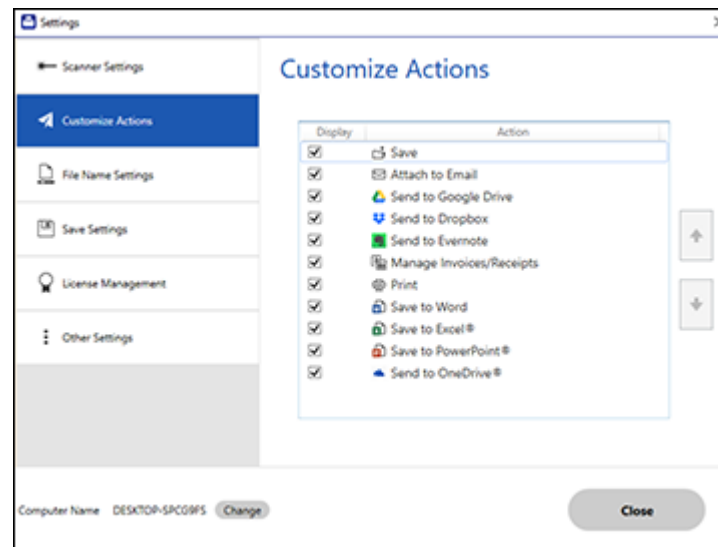 Settings
Scanner Settings
Customize Actions
File Name Settings
Save Settings
License Management
Other Settings
Customize Actions
Display Action
Save
Attach to Email
Send to Google Drive
Send to Dropbox
Send to Evernote
Manage Invoices/Receipts
Print
Save to Word
Save to Excel®
Save to PowerPoint®
Send to OneDrive®
Computer Name DESKTOP-SPCG9FS Change
Close